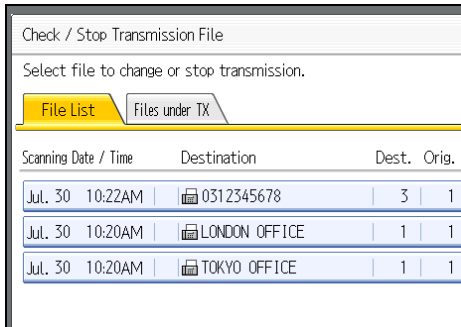 Check / Stop Transmission File
Select file to change or stop transmission.
File List Files under TX
Scanning Date / Time Destination Dest. Orig.
Jul. 30 10:22AM 0312345678 3 1
Jul. 30 10:20AM LONDON OFFICE 1 1
Jul. 30 10:20AM TOKYO OFFICE 1 1